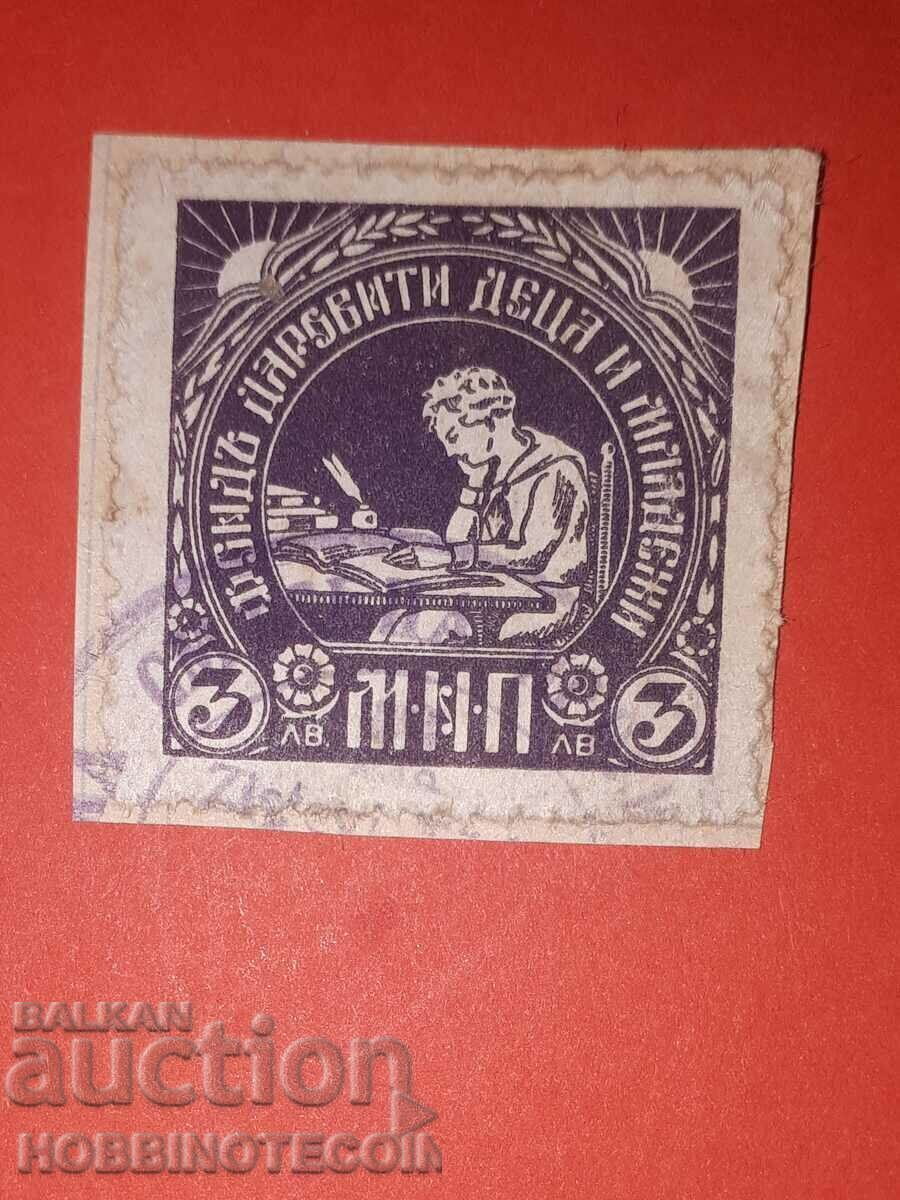 ФОНДЪ ДАРОВИТИ ДЕЦА И МЛАДЕЖИ
3 ЛВ. М·Н·П ЛВ 3
BALKAN
auction
HOBBINOTECOIN